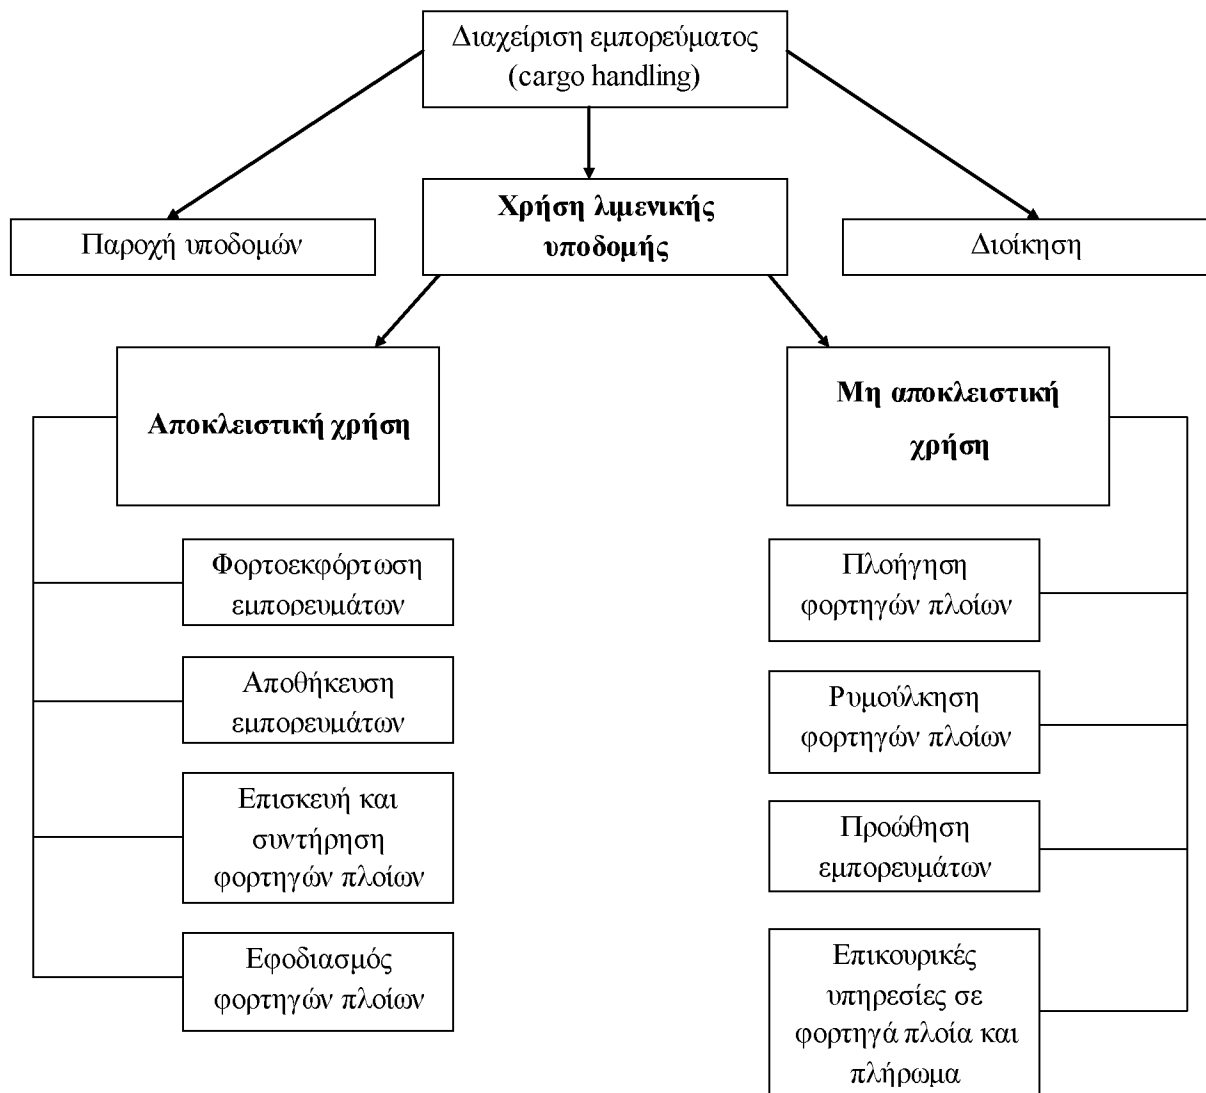 Διαχείριση εμπορεύματος
(cargo handling)
Παροχή υποδομών
Χρήση λιμενικής
υποδομής
Διοίκηση
Αποκλειστική χρήση
Μη αποκλειστική
χρήση
Φορτοεκφόρτωση
εμπορευμάτων
Αποθήκευση
εμπορευμάτων
Επισκευή και
συντήρηση
φορτηγών πλοίων
Εφοδιασμός
φορτηγών πλοίων
Πλοήγηση
φορτηγών πλοίων
Ρυμούλκηση
φορτηγών πλοίων
Προώθηση
εμπορευμάτων
Επικουρικές
υπηρεσίες σε
φορτηγά πλοία και
πλήρωμα